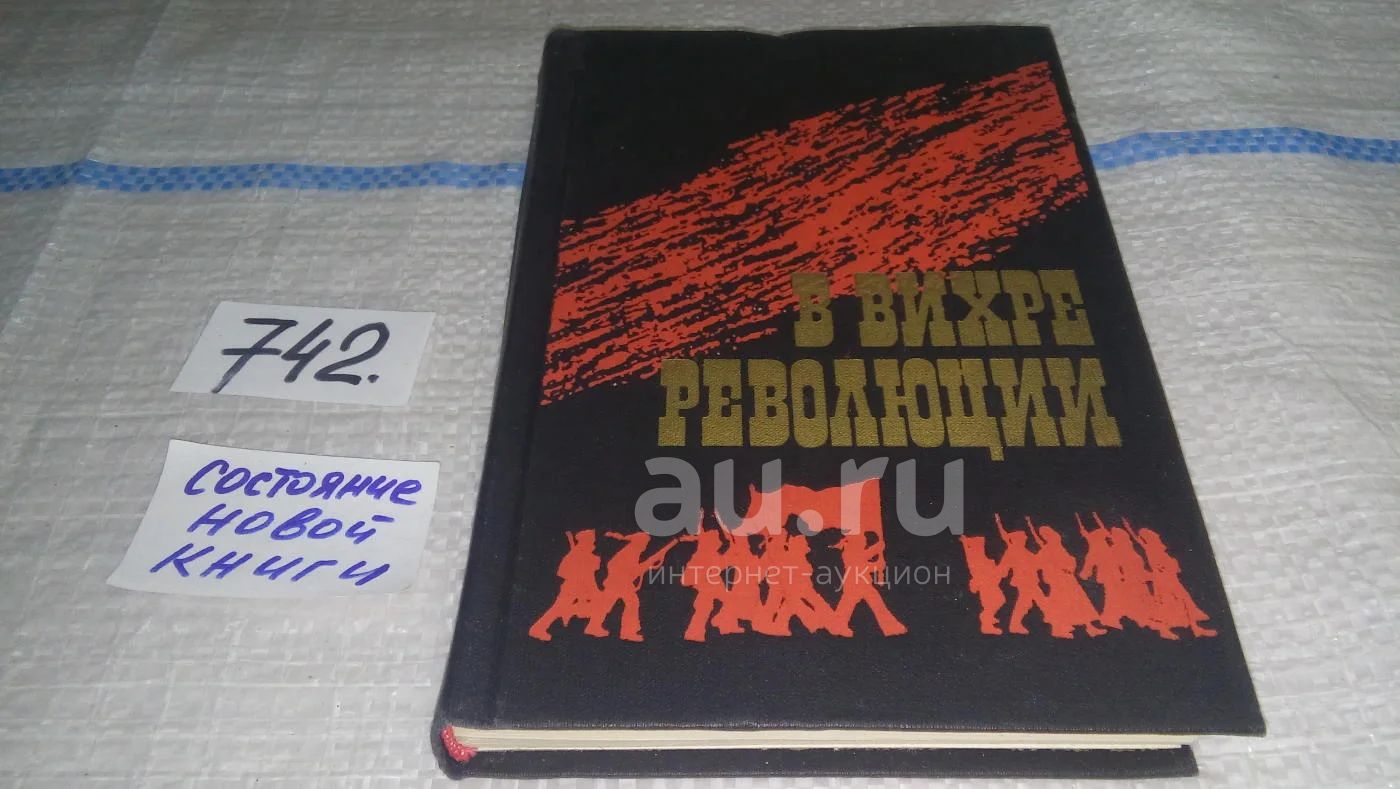 В ВИХРЕ
РЕВОЛЮЦИИ
742.
состояние
новой
книги
au.ru
интернет-аукцион